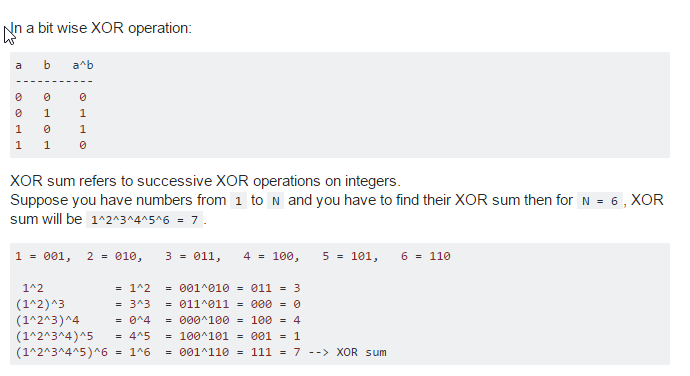 In a bit wise XOR operation:
a b a^b
-----------
0 0 0
0 1 1
1 0 1
1 1 0
XOR sum refers to successive XOR operations on integers.
Suppose you have numbers from 1 to N and you have to find their XOR sum then for N = 6 , XOR
sum will be 1^2^3^4^5^6 = 7 .
1 = 001, 2 = 010, 3 = 011, 4 = 100, 5 = 101, 6 = 110
1^2 = 1^2 = 001^010 = 011 = 3
(1^2)^3 = 3^3 = 011^011 = 000 = 0
(1^2^3)^4 = 0^4 = 000^100 = 100 = 4
(1^2^3^4)^5 = 4^5 = 100^101 = 001 = 1
(1^2^3^4^5)^6 = 1^6 = 001^110 = 111 = 7 --> XOR sum